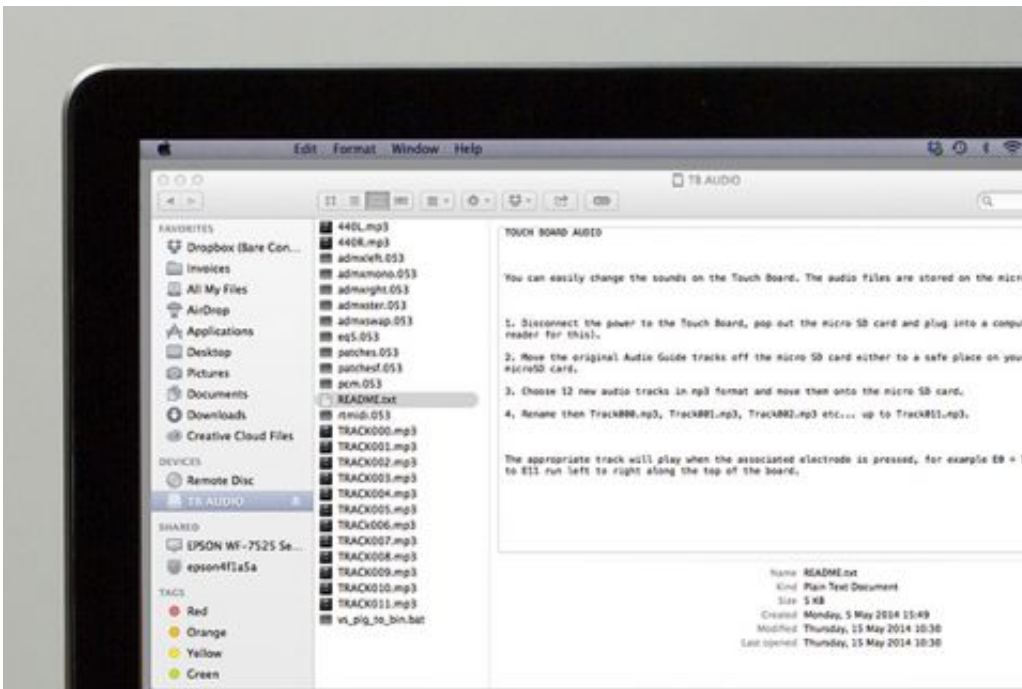 Edit Format Window Help
TB AUDIO
FAVORITES
Dropbox (Bare Con...
Invoices
All My Files
AirDrop
Applications
Desktop
Pictures
Documents
Downloads
Creative Cloud Files
DEVICES
Remote Disc
TB AUDIO
SHARED
EPSON WF-7525 Se...
epson4f1a5a
TAGS
Red
Orange
Yellow
Green
440L.mp3
440R.mp3
admxleft.053
admxmono.053
admxrght.053
admxster.053
admxswap.053
eq5.053
patches.053
patchesf.053
pcm.053
README.txt
rtmidi.053
TRACK000.mp3
TRACK001.mp3
TRACK002.mp3
TRACK003.mp3
TRACK004.mp3
TRACK005.mp3
TRACk006.mp3
TRACK007.mp3
TRACK008.mp3
TRACK009.mp3
TRACK010.mp3
TRACK011.mp3
vs_plg_to_bin.bat
TOUCH BOARD AUDIO
You can easily change the sounds on the Touch Board. The audio files are stored on the micro
1. Disconnect the power to the Touch Board, pop out the micro SD card and plug into a comput
reader for this).
2. Move the original Audio Guide tracks off the micro SD card either to a safe place on you
microSD card.
3. Choose 12 new audio tracks in mp3 format and move them onto the micro SD card.
4. Rename then Track000.mp3, Track001.mp3, Track002.mp3 etc... up to Track011.mp3.
The appropriate track will play when the associated electrode is pressed, for example E0 =
to E11 run left to right along the top of the board.
Name README.txt
Kind Plain Text Document
Size 5 KB
Created Monday, 5 May 2014 15:49
Modified Thursday, 15 May 2014 10:30
Last opened Thursday, 15 May 2014 10:30